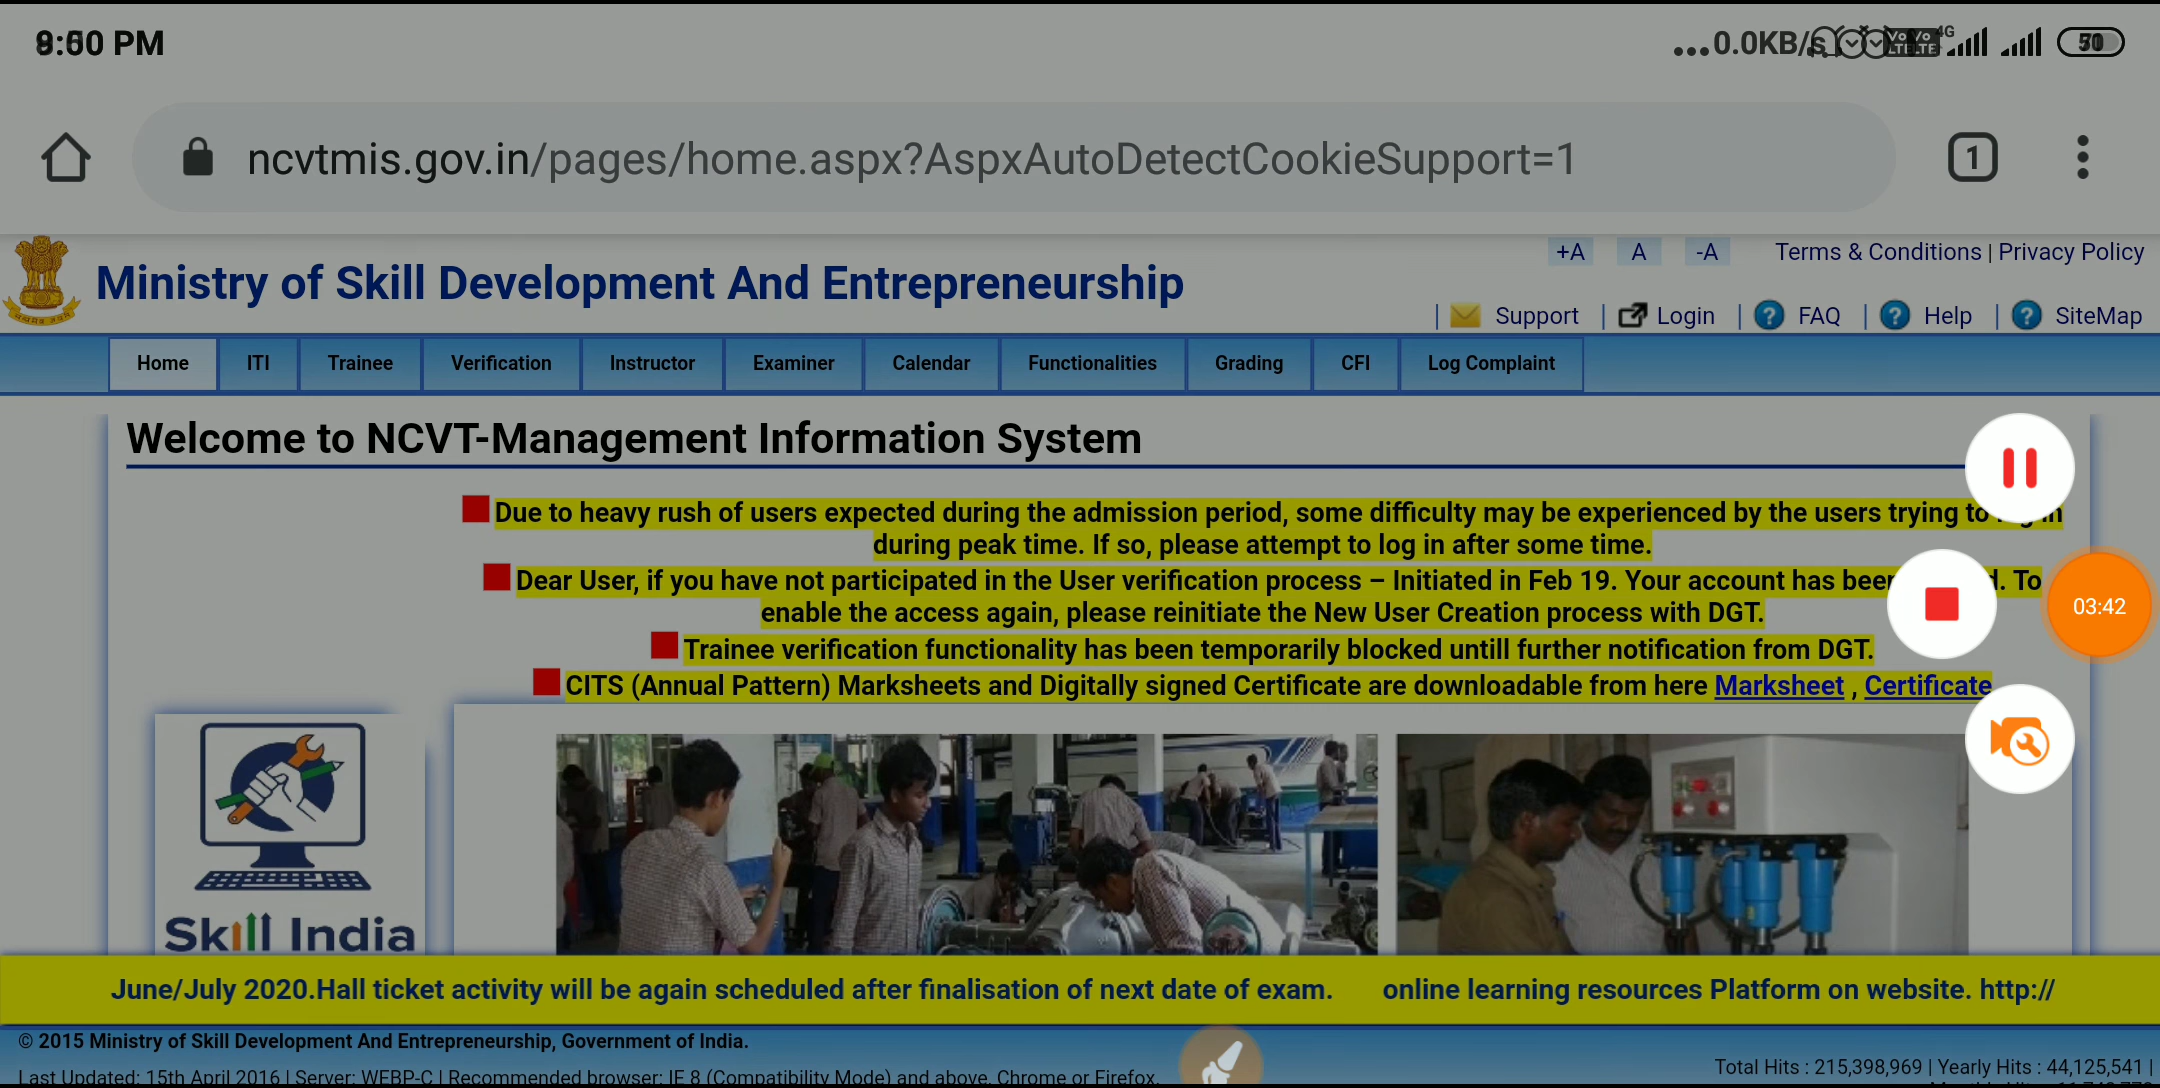 PM
...0.0KB/s
4G
ncvtmis.gov.in/pages/home.aspx?AspxAutoDetectCookieSupport=1
1
+A A -A Terms & Conditions | Privacy Policy
Ministry of Skill Development And Entrepreneurship
| Support | Login | FAQ | Help | SiteMap
Home ITI Trainee Verification Instructor Examiner Calendar Functionalities Grading CFI Log Complaint
Welcome to NCVT-Management Information System
Due to heavy rush of users expected during the admission period, some difficulty may be experienced by the users trying to
during peak time. If so, please attempt to log in after some time.
Dear User, if you have not participated in the User verification process – Initiated in Feb 19. Your account has been To
enable the access again, please reinitiate the New User Creation process with DGT.
03:42
Trainee verification functionality has been temporarily blocked untill further notification from DGT.
CITS (Annual Pattern) Marksheets and Digitally signed Certificate are downloadable from here Marksheet , Certificate
Skill India
June/July 2020.Hall ticket activity will be again scheduled after finalisation of next date of exam. online learning resources Platform on website. http://
© 2015 Ministry of Skill Development And Entrepreneurship, Government of India.
Last Updated: 15th April 2016 | Server: WEBP-C | Recommended browser: IE 8 (Compatibility Mode) and above, Chrome or Firefox.
Total Hits : 215,398,969 | Yearly Hits : 44,125,541 |